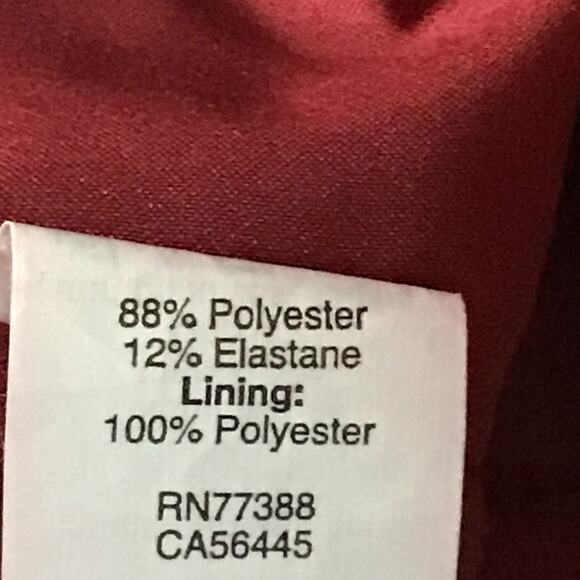 88% Polyester
12% Elastane
Lining:
100% Polyester
RN77388
CA56445